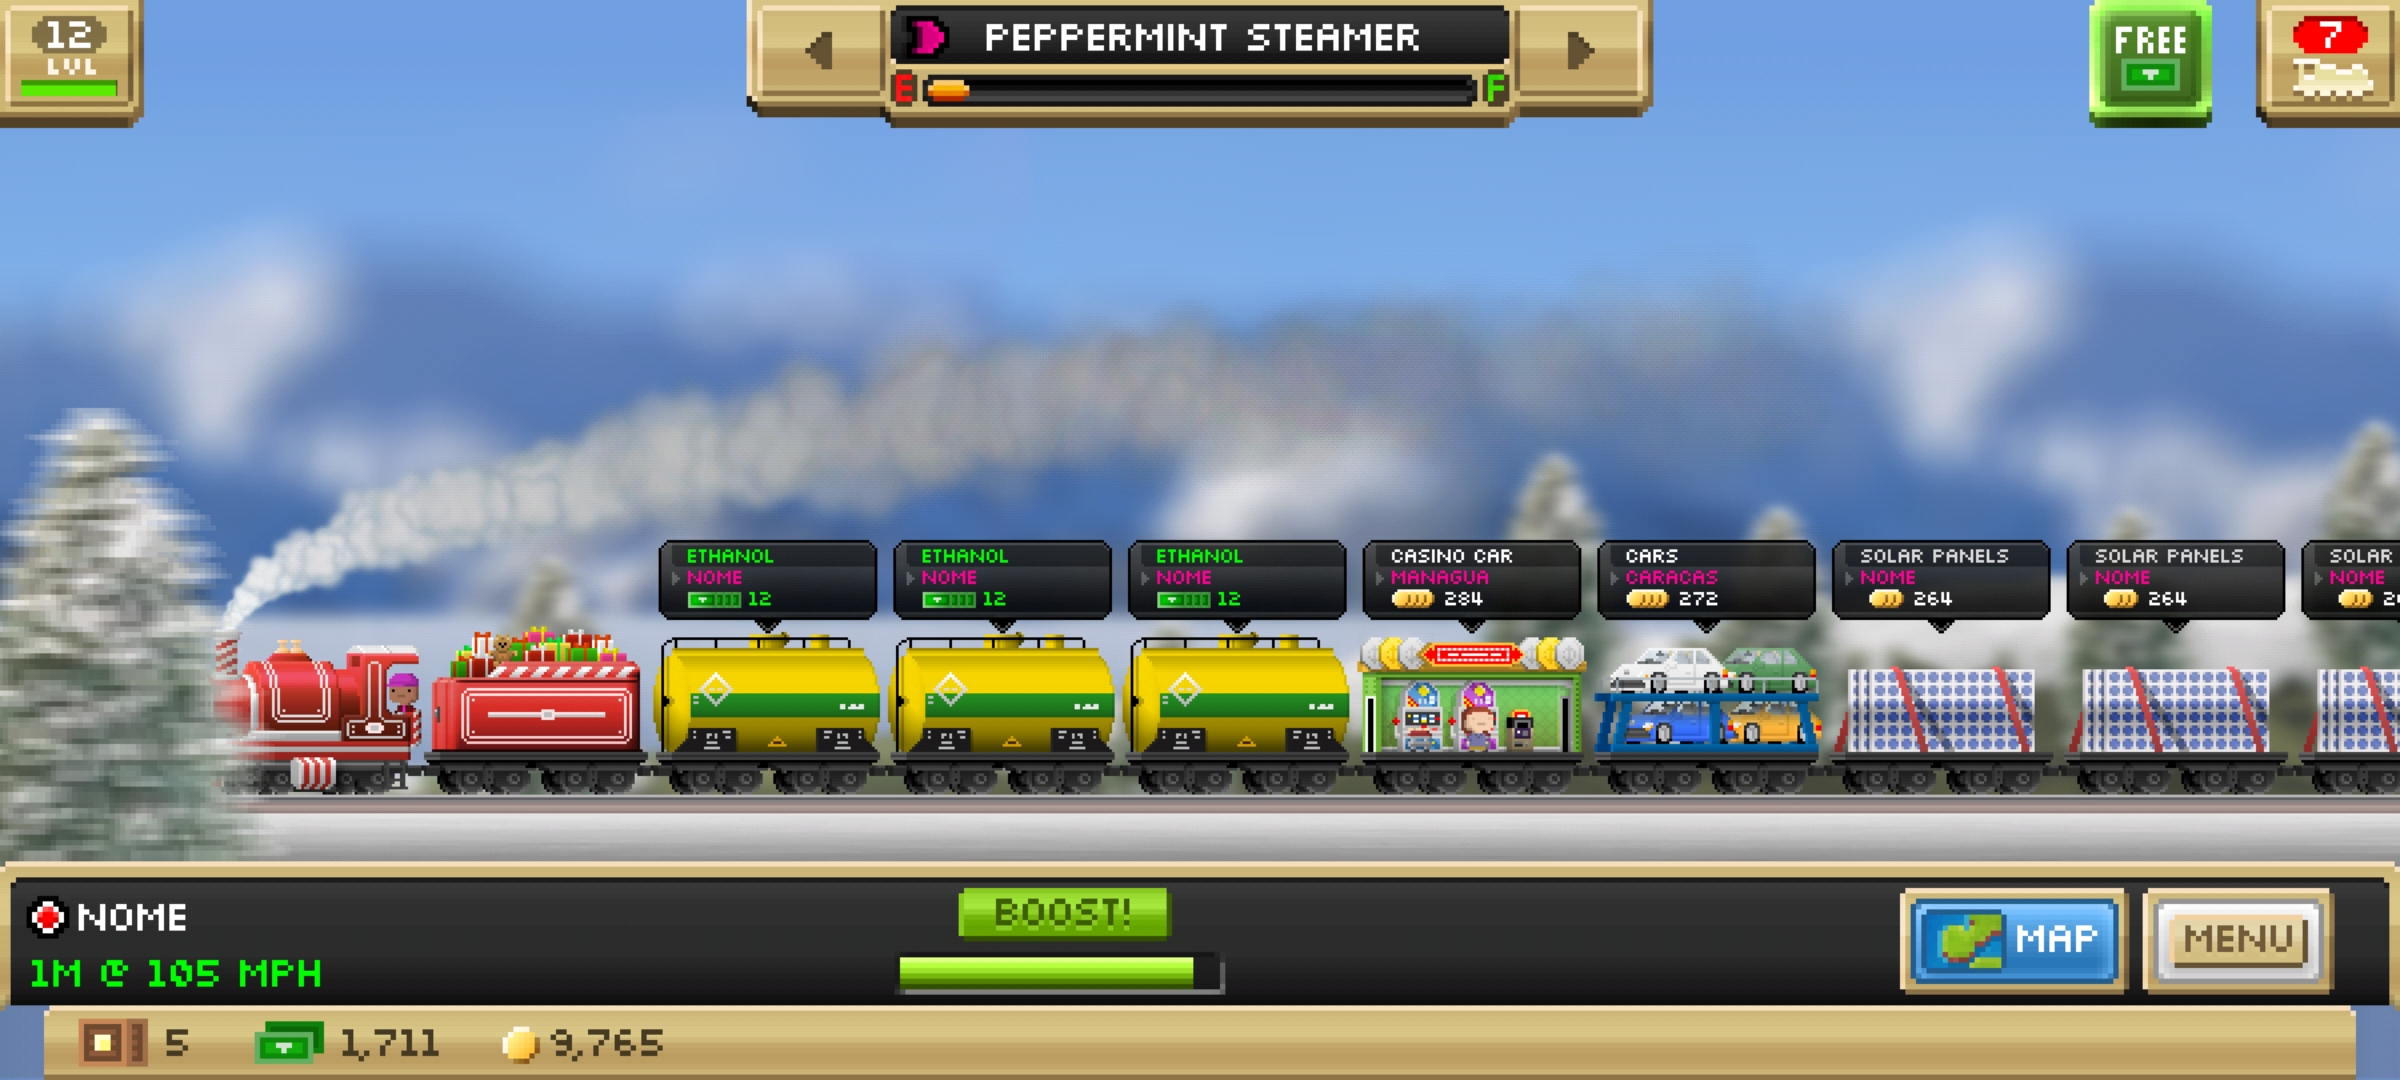 12
LVL
PEPPERMINT STEAMER
E F
FREE
7
ETHANOL
NOME
12
ETHANOL
NOME
12
ETHANOL
NOME
12
CASINO CAR
MANAGUA
284
CARS
CARACAS
272
SOLAR PANELS
NOME
264
SOLAR PANELS
NOME
264
SOLAR
NOME
NOME
1M @ 105 MPH
BOOST!
MAP
MENU
5
1,711
9,765